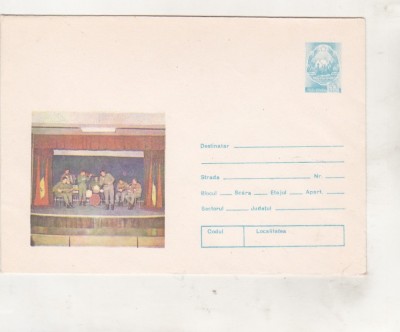 Destinatar
Strada Nr.
Blocul Scara Etajul Apart.
Sectorul Județul
Codul Localitatea